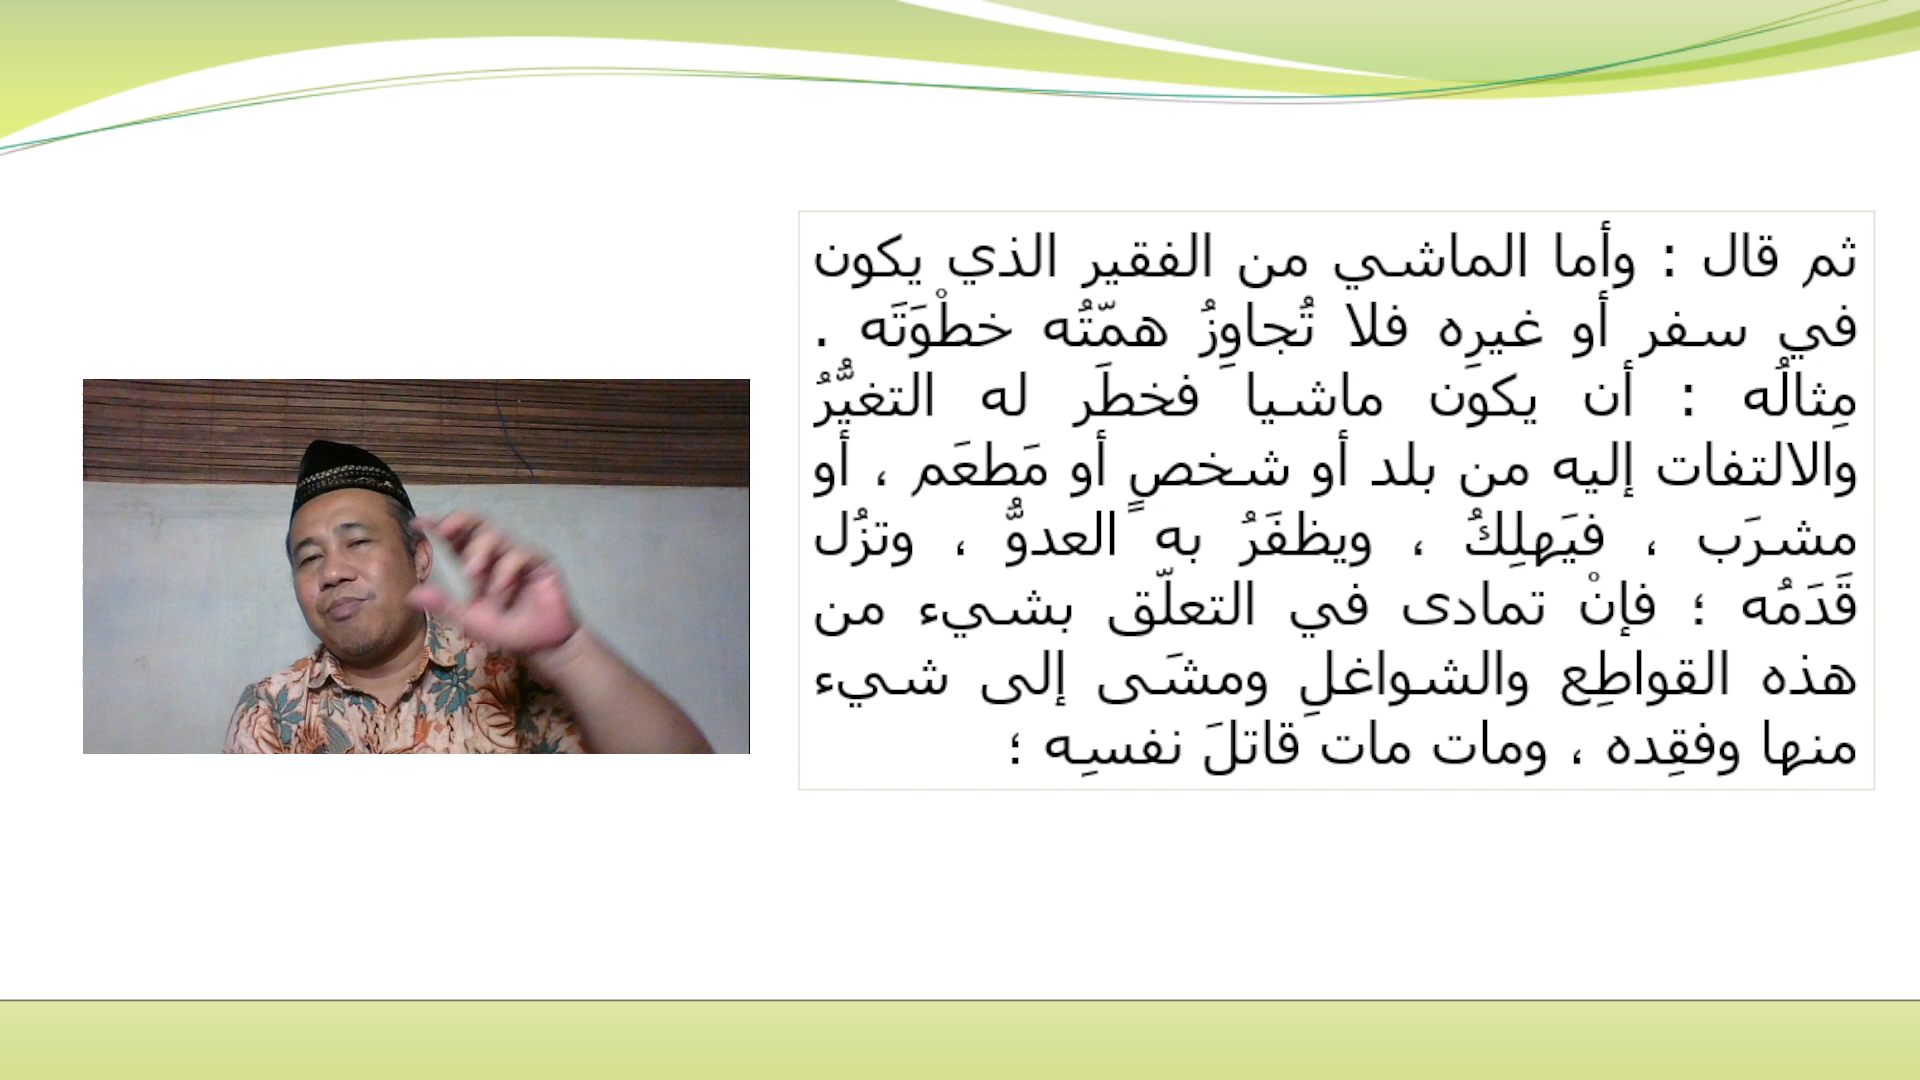 ثم قال : وأما الماشي من الفقير الذي يكون
في سفر أو غيرِه فلا تُجاوِزُ همّتُه خطْوَتَه .
مِثالُه : أن يكون ماشيا فخطَر له التغيُّرُ
والالتفات إليه من بلد أو شخصٍ أو مَطعَم ، أو
مشرَب ، فيَهلِكُ ، ويظفَرُ به العدوُّ ، وتزُل
قَدَمُه ؛ فإنْ تمادى في التعلّق بشيء من
هذه القواطِع والشواغلِ ومشَى إلى شيء
منها وفقِده ، ومات مات قاتلَ نفسِه ؛